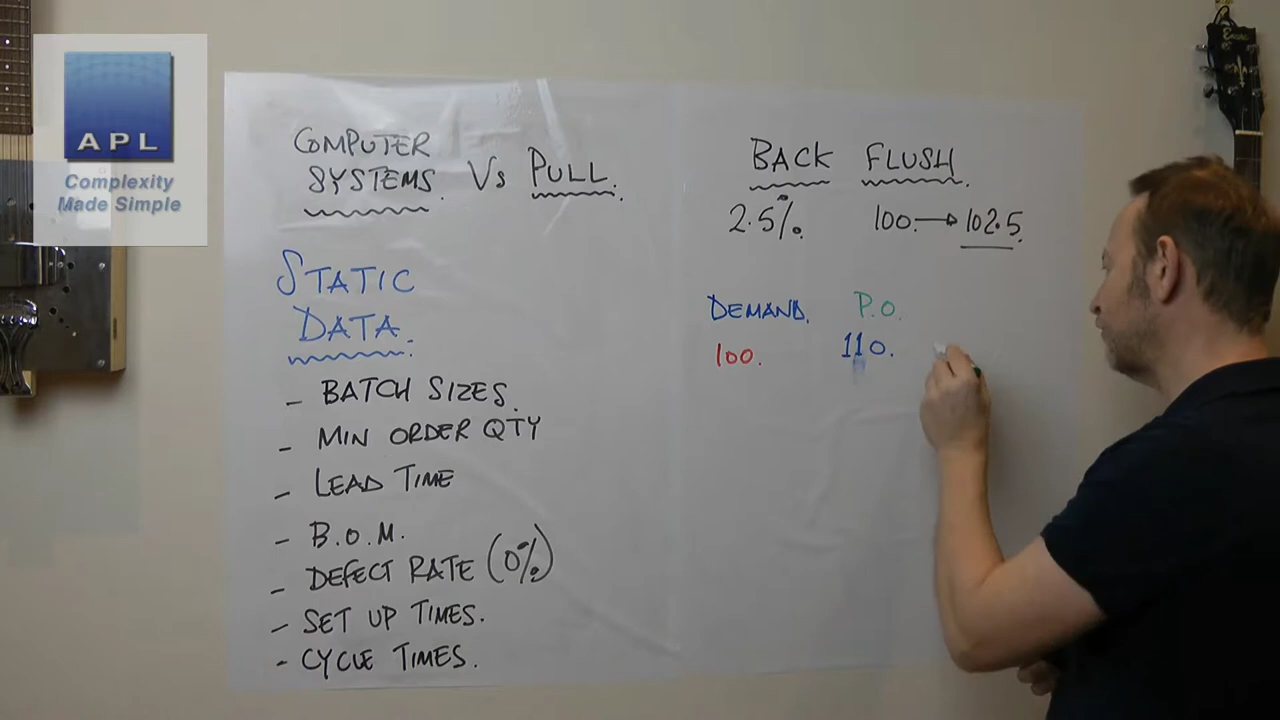 APL
Complexity
Made Simple
COMPUTER
SYSTEMS. Vs PULL.
STATIC
DATA.
- BATCH SIZES.
- MIN ORDER QTY
- LEAD TIME
- B.O.M.
- DEFECT RATE (0%)
- SET UP TIMES.
- CYCLE TIMES.
BACK FLUSH.
2.5%. 100. → 102.5.
DEMAND. P.O.
100. 110.